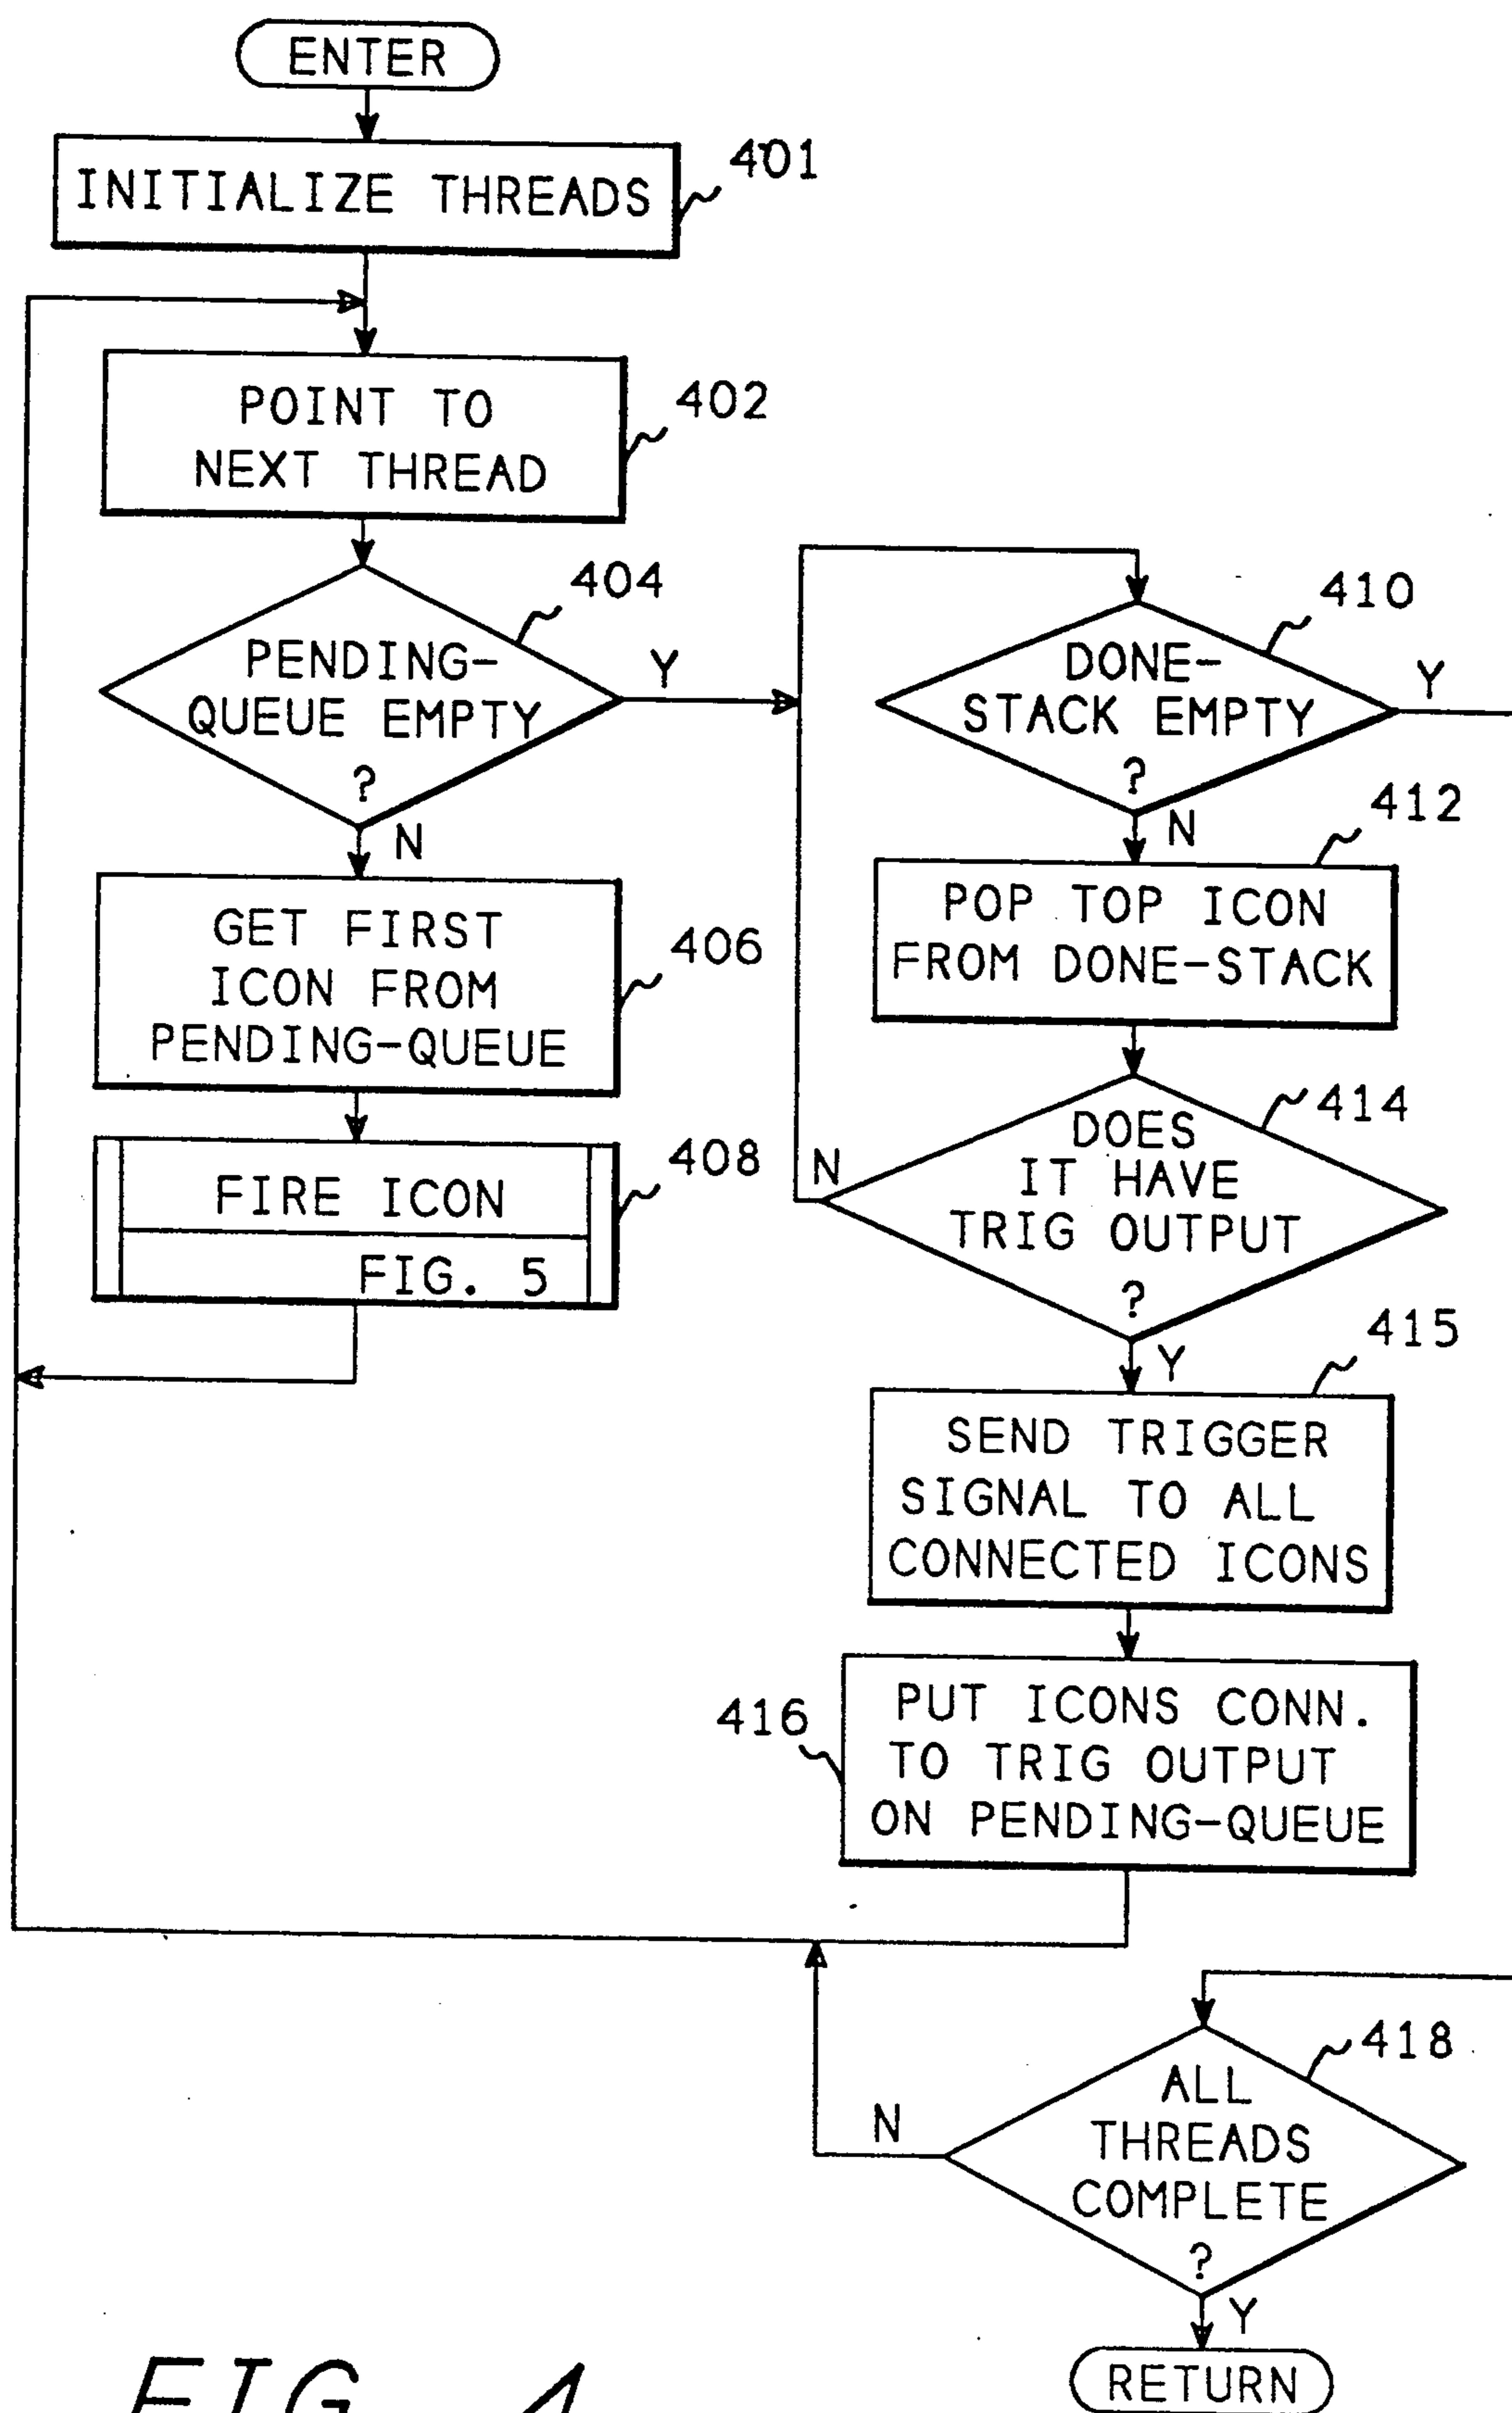 ENTER
INITIALIZE THREADS
401
POINT TO
NEXT THREAD
402
PENDING-
QUEUE EMPTY
?
404
Y
N
GET FIRST
ICON FROM
PENDING-QUEUE
406
FIRE ICON
FIG. 5
408
DONE-
STACK EMPTY
?
410
Y
N
POP TOP ICON
FROM DONE-STACK
412
DOES
IT HAVE
TRIG OUTPUT
?
414
N
Y
SEND TRIGGER
SIGNAL TO ALL
CONNECTED ICONS
415
PUT ICONS CONN.
TO TRIG OUTPUT
ON PENDING-QUEUE
416
ALL
THREADS
COMPLETE
?
418
N
Y
RETURN
FIG. 4